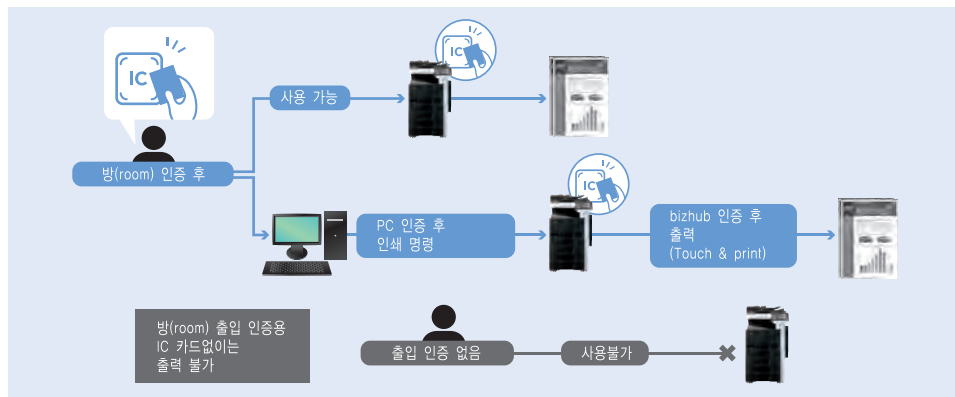 IC
IC
사용 가능
방(room) 인증 후
IC
PC 인증 후
인쇄 명령
bizhub 인증 후
출력
(Touch & print)
방(room) 출입 인증용
IC 카드없이는
출력 불가
출입 인증 없음
사용불가